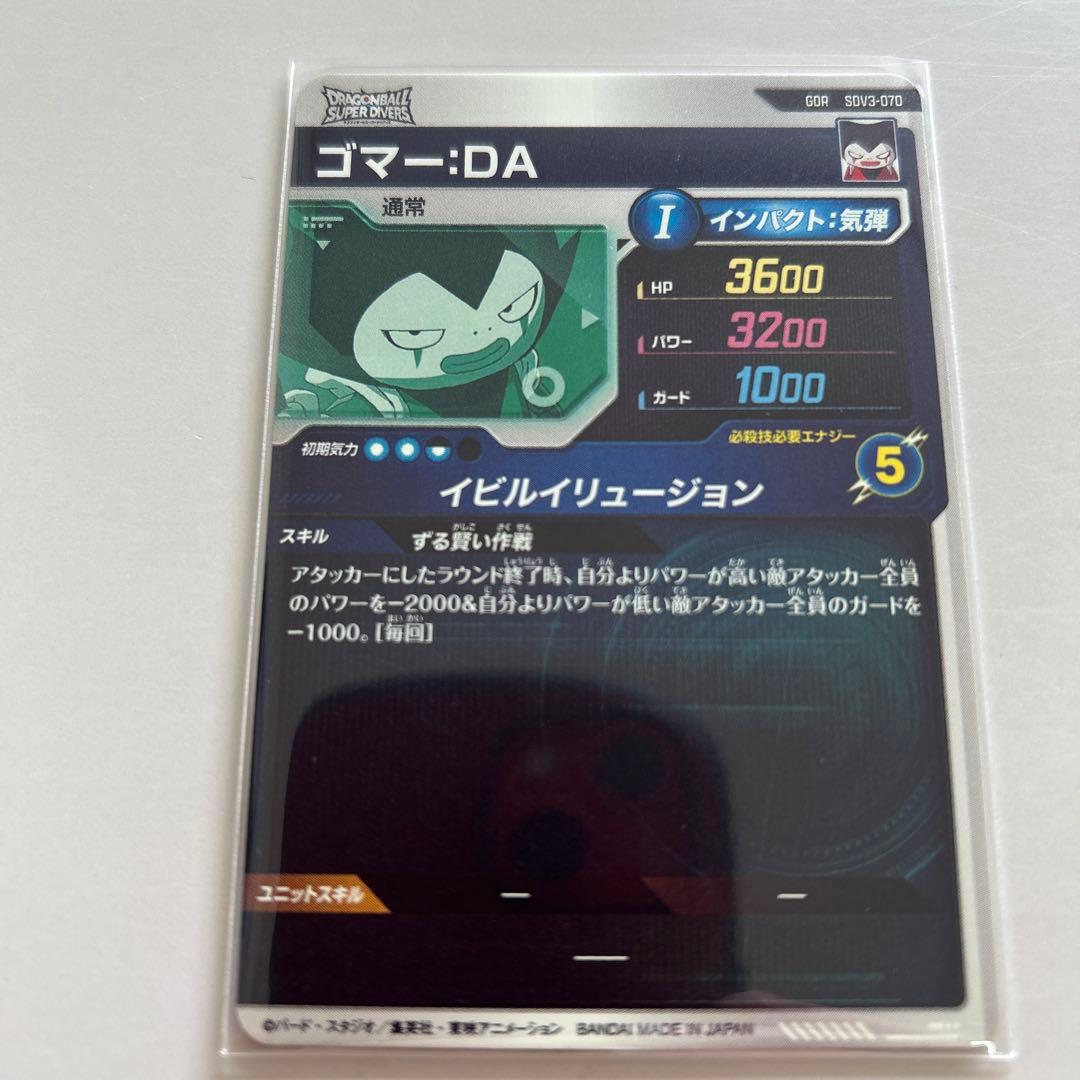 DRAGONBALL
SUPER DIVERS
GDR SDV3-070
ゴマー:DA
通常
I インパクト:気弾
HP 3600
パワー 3200
ガード 1000
初期気力
必殺技必要エナジー
5
イビルイリュージョン
スキル ずる賢い作戦
アタッカーにしたラウンド終了時、自分よりパワーが高い敵アタッカー全員
のパワーを-2000&自分よりパワーが低い敵アタッカー全員のガードを
-1000。[毎回]
ユニットスキル — —
—
©バード・スタジオ/集英社・東映アニメーション BANDAI MADE IN JAPAN